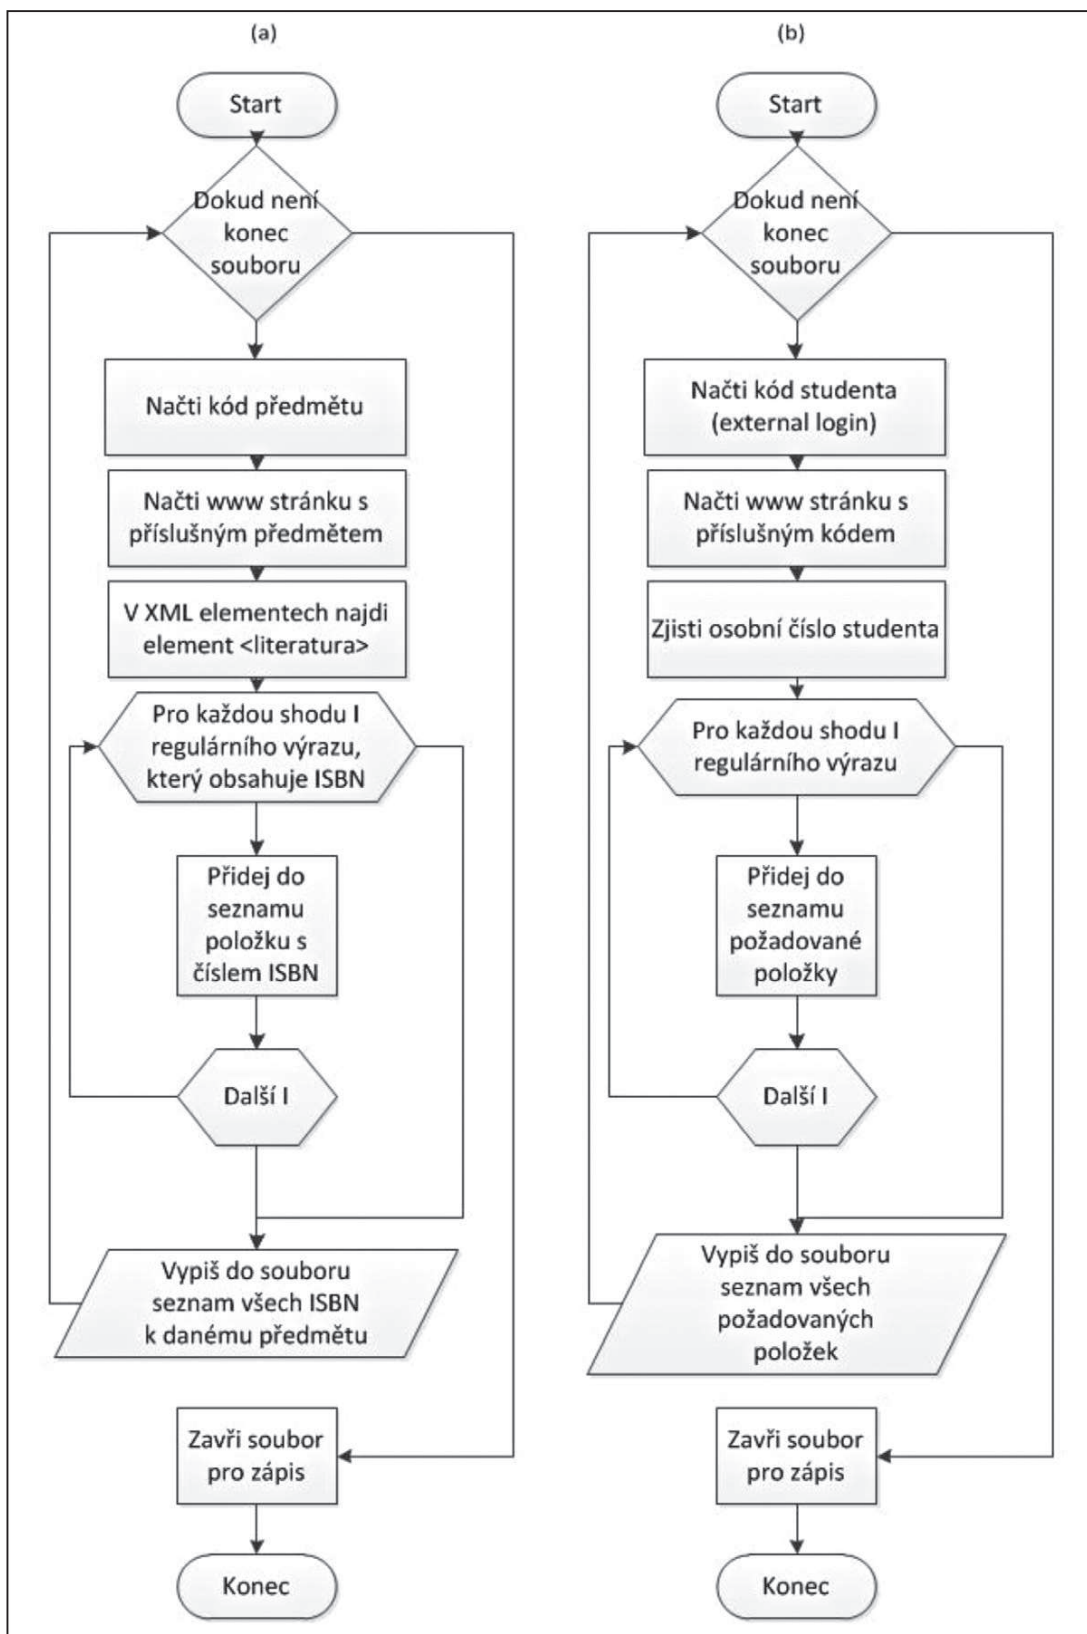 (a)
Start
Dokud není
konec
souboru
Načti kód předmětu
Načti www stránku s
příslušným předmětem
V XML elementech najdi
element <literatura>
Pro každou shodu I
regulárního výrazu,
který obsahuje ISBN
Přidej do
seznamu
položku s
číslem ISBN
Další I
Vypiš do souboru
seznam všech ISBN
k danému předmětu
Zavři soubor
pro zápis
Konec
(b)
Start
Dokud není
konec
souboru
Načti kód studenta
(external login)
Načti www stránku s
příslušným kódem
Zjisti osobní číslo studenta
Pro každou shodu I
regulárního výrazu
Přidej do
seznamu
požadované
položky
Další I
Vypiš do souboru
seznam všech
požadovaných
položek
Zavři soubor
pro zápis
Konec